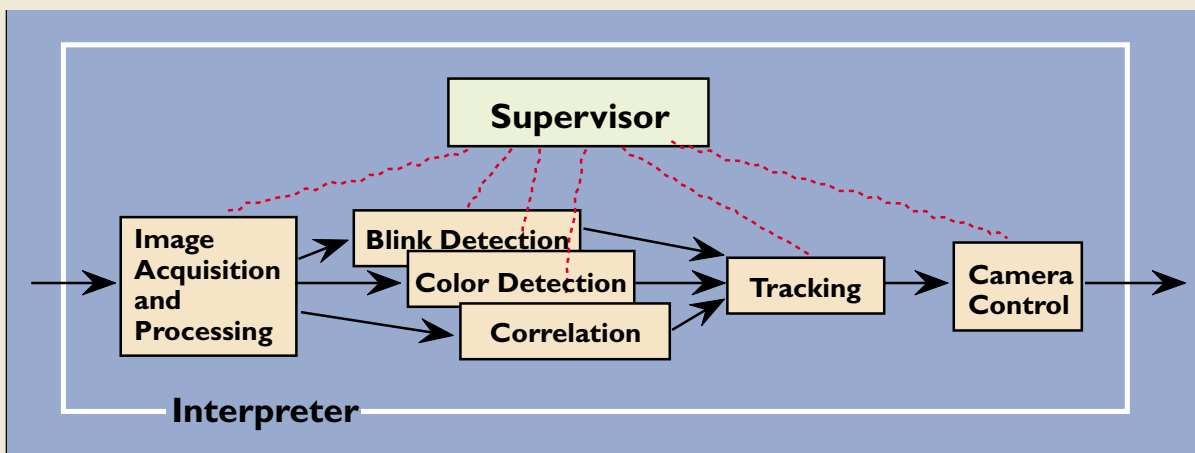 Supervisor
Image
Acquisition
and
Processing
Blink Detection
Color Detection
Correlation
Tracking
Camera
Control
Interpreter